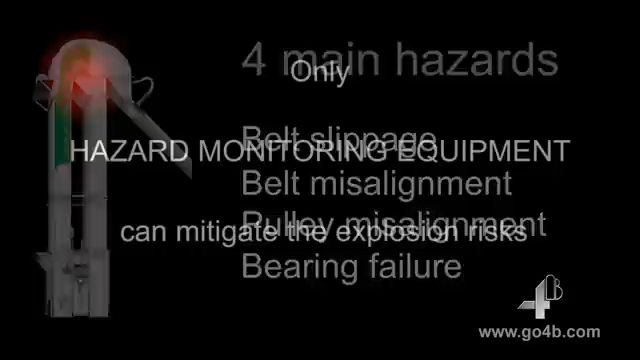 4 main hazards
Only
Belt slippage
HAZARD MONITORING EQUIPMENT
Belt misalignment
Pulley misalignment
can mitigate the explosion risks
Bearing failure
4B
www.go4b.com